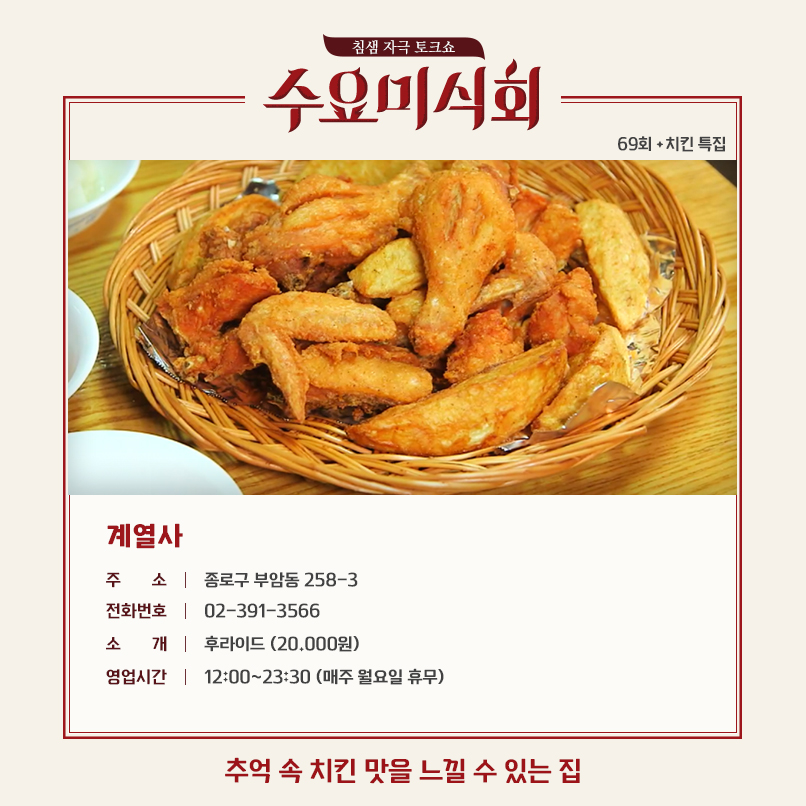 침샘 자극 토크쇼
수요미식회
69회 + 치킨 특집
계열사
주 소 | 종로구 부암동 258-3
전화번호 | 02-391-3566
소 개 | 후라이드 (20,000원)
영업시간 | 12:00~23:30 (매주 월요일 휴무)
추억 속 치킨 맛을 느낄 수 있는 집